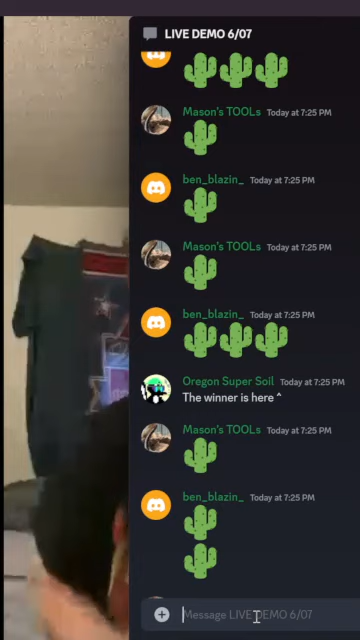 LIVE DEMO 6/07
Mason's TOOLs Today at 7:25 PM
ben_blazin_ Today at 7:25 PM
Mason's TOOLs Today at 7:25 PM
ben_blazin_ Today at 7:25 PM
Oregon Super Soil Today at 7:25 PM
The winner is here ^
Mason's TOOLs Today at 7:25 PM
ben_blazin_ Today at 7:25 PM
Message LIVE DEMO 6/07